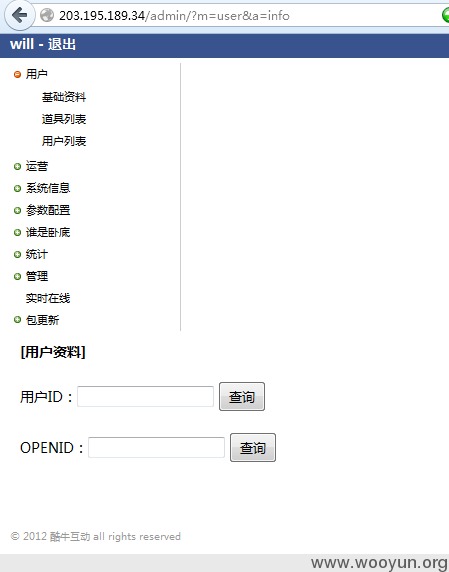 203.195.189.34/admin/?m=user&a=info
will - 退出
用户
基础资料
道具列表
用户列表
运营
系统信息
参数配置
谁是卧底
统计
管理
实时在线
包更新
[用户资料]
用户ID： 查询
OPENID： 查询
© 2012 酷牛互动 all rights reserved
www.wooyun.org